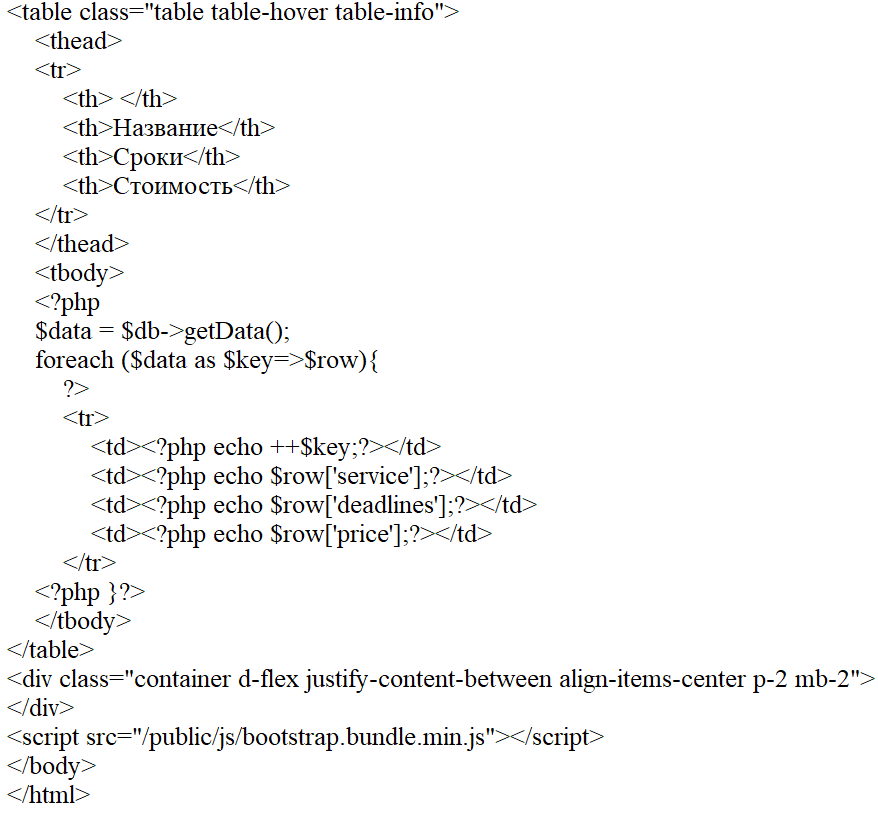 <table class="table table-hover table-info">
<thead>
<tr>
<th> </th>
<th>Название</th>
<th>Сроки</th>
<th>Стоимость</th>
</tr>
</thead>
<tbody>
<?php
$data = $db->getData();
foreach ($data as $key=>$row){
?>
<tr>
<td><?php echo ++$key;?></td>
<td><?php echo $row['service'];?></td>
<td><?php echo $row['deadlines'];?></td>
<td><?php echo $row['price'];?></td>
</tr>
<?php }?>
</tbody>
</table>
<div class="container d-flex justify-content-between align-items-center p-2 mb-2">
</div>
<script src="/public/js/bootstrap.bundle.min.js"></script>
</body>
</html>